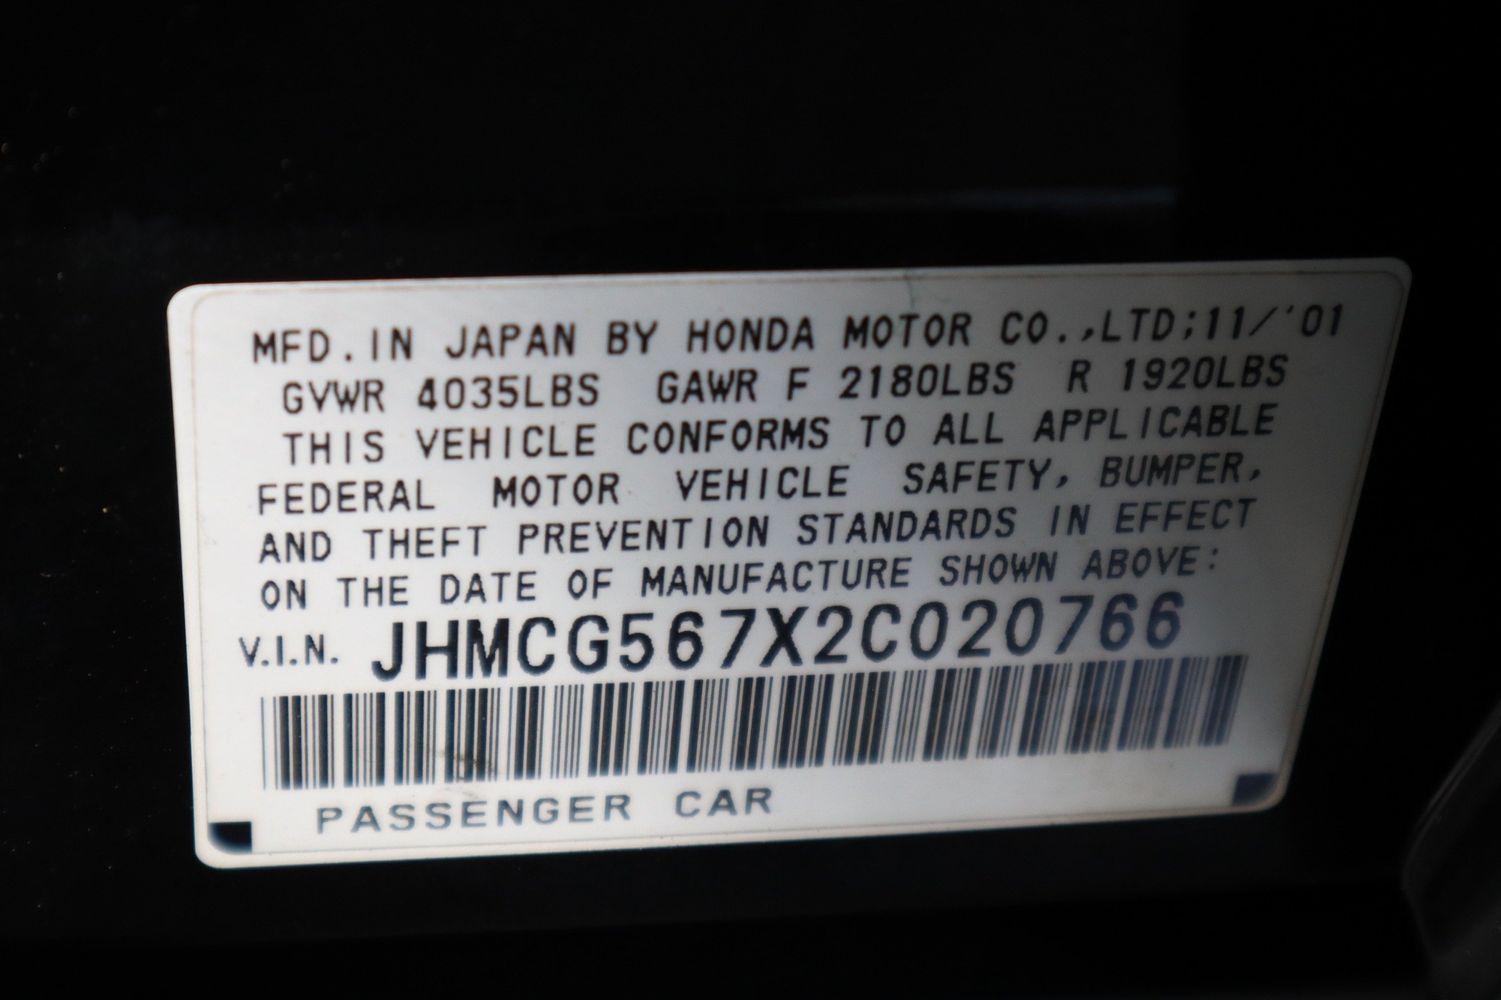 MFD. IN JAPAN BY HONDA MOTOR CO.,LTD;11/'01
GVWR 4035LBS GAWR F 2180LBS R 1920LBS
THIS VEHICLE CONFORMS TO ALL APPLICABLE
FEDERAL MOTOR VEHICLE SAFETY, BUMPER,
AND THEFT PREVENTION STANDARDS IN EFFECT
ON THE DATE OF MANUFACTURE SHOWN ABOVE:
V.I.N. JHMCG567X2C020766
PASSENGER CAR